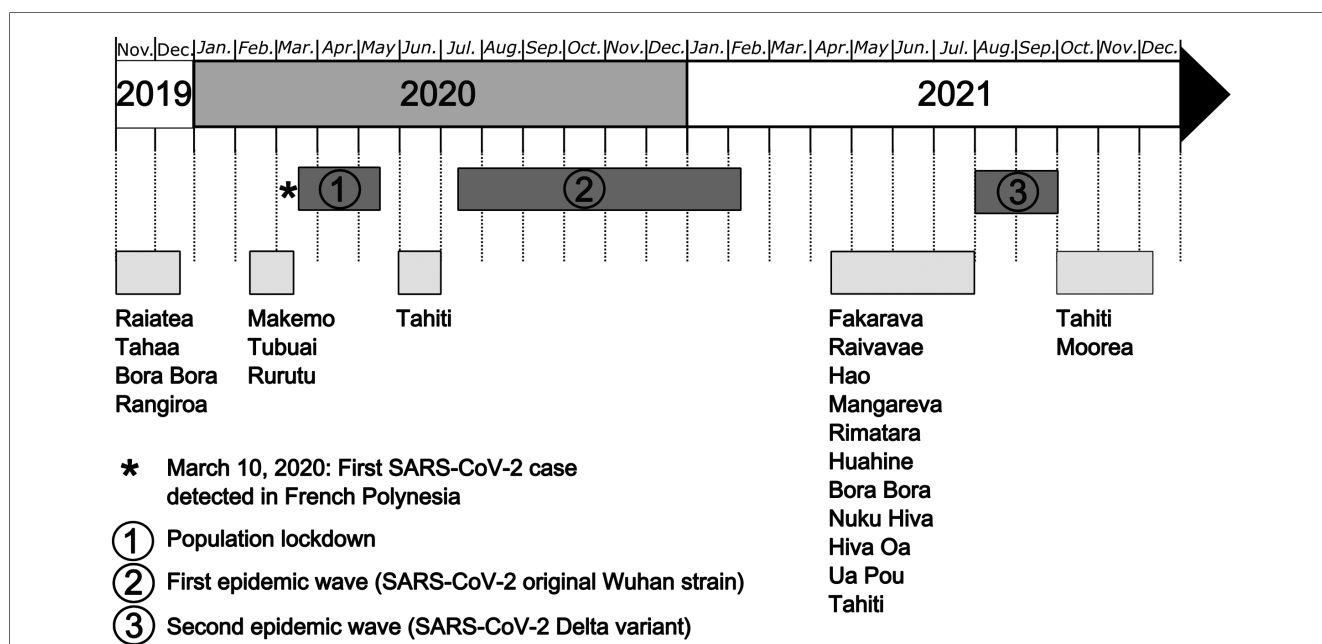 Nov. Dec. Jan. Feb. Mar. Apr. May Jun. Jul. Aug. Sep. Oct. Nov. Dec. Jan. Feb. Mar. Apr. May Jun. Jul. Aug. Sep. Oct. Nov. Dec.
2019 2020 2021
* 1 2 3
Raiatea
Tahaa
Bora Bora
Rangiroa
Makemo
Tubuai
Rurutu
Tahiti
Fakarava
Raivavae
Hao
Mangareva
Rimatara
Huahine
Bora Bora
Nuku Hiva
Hiva Oa
Ua Pou
Tahiti
Tahiti
Moorea
* March 10, 2020: First SARS-CoV-2 case
detected in French Polynesia
1 Population lockdown
2 First epidemic wave (SARS-CoV-2 original Wuhan strain)
3 Second epidemic wave (SARS-CoV-2 Delta variant)